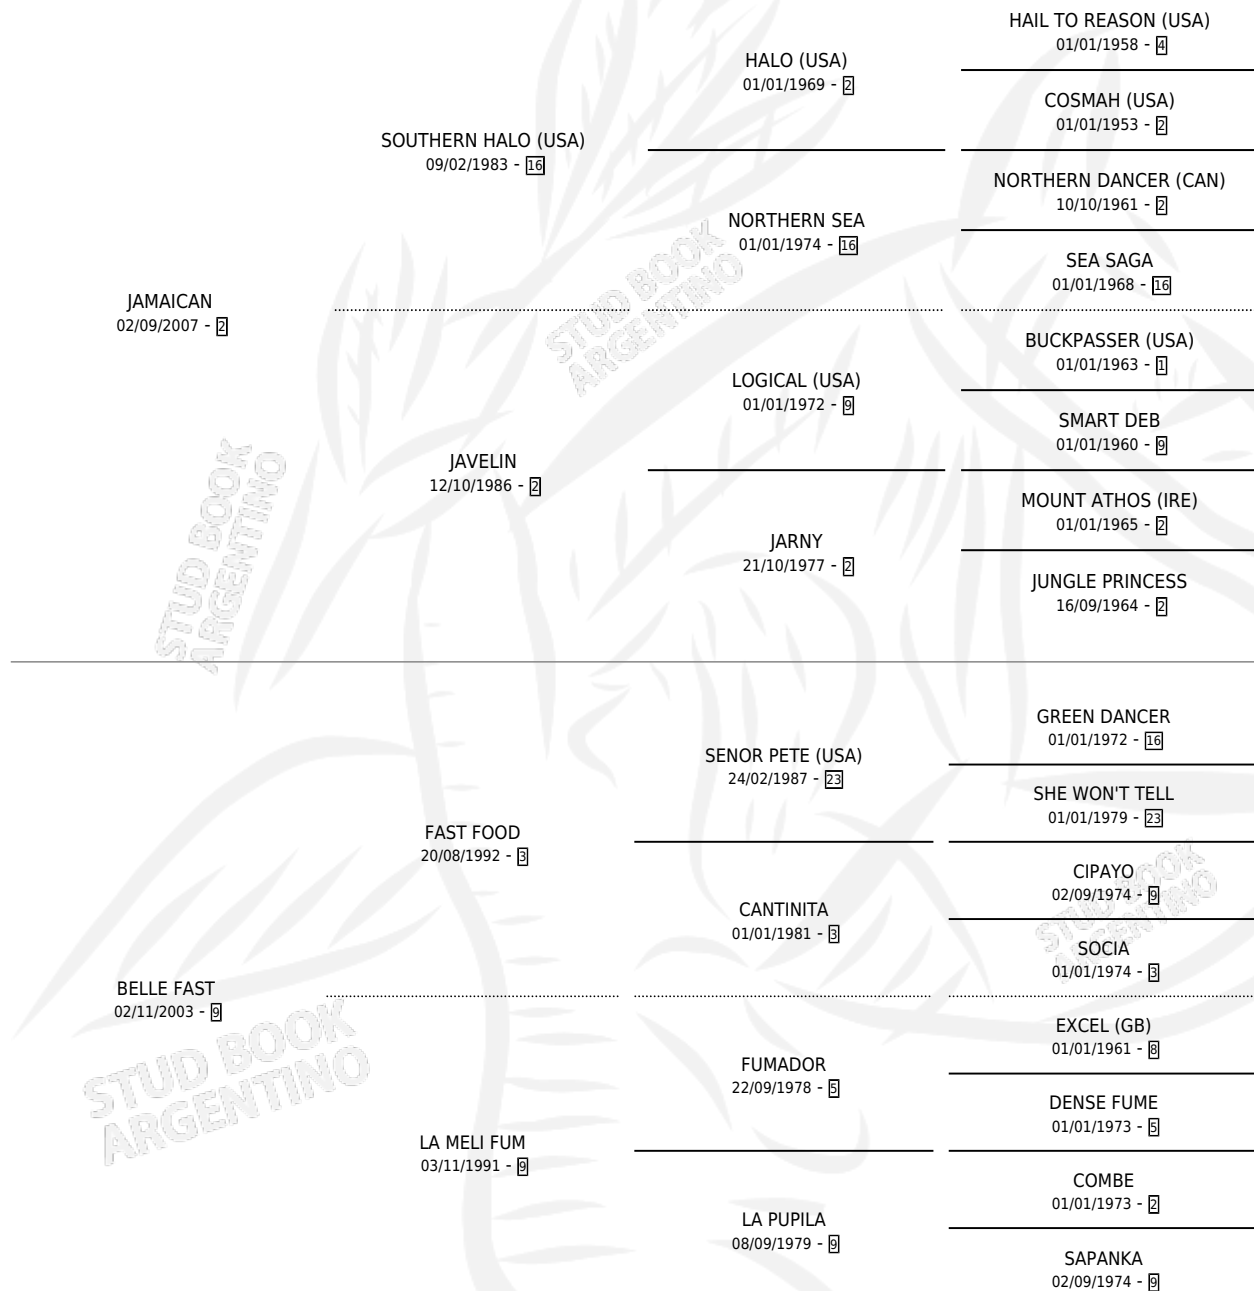 HAIL TO REASON (USA)
01/01/1958 - 4
HALO (USA)
01/01/1969 - 2
COSMAH (USA)
01/01/1953 - 2
SOUTHERN HALO (USA)
09/02/1983 - 16
NORTHERN DANCER (CAN)
10/10/1961 - 2
NORTHERN SEA
01/01/1974 - 16
SEA SAGA
01/01/1968 - 16
JAMAICAN
02/09/2007 - 2
BUCKPASSER (USA)
01/01/1963 - 1
LOGICAL (USA)
01/01/1972 - 9
SMART DEB
01/01/1960 - 9
JAVELIN
12/10/1986 - 2
MOUNT ATHOS (IRE)
01/01/1965 - 2
JARNY
21/10/1977 - 2
JUNGLE PRINCESS
16/09/1964 - 2
GREEN DANCER
01/01/1972 - 16
SENOR PETE (USA)
24/02/1987 - 23
SHE WON'T TELL
01/01/1979 - 23
FAST FOOD
20/08/1992 - 3
CIPAYO
02/09/1974 - 9
CANTINITA
01/01/1981 - 3
SOCIA
01/01/1974 - 3
BELLE FAST
02/11/2003 - 9
EXCEL (GB)
01/01/1961 - 8
FUMADOR
22/09/1978 - 5
DENSE FUME
01/01/1973 - 5
LA MELI FUM
03/11/1991 - 9
COMBE
01/01/1973 - 2
LA PUPILA
08/09/1979 - 9
SAPANKA
02/09/1974 - 9
STUD BOOK
ARGENTINO
STUD BOOK
ARGENTINO
STUD BOOK
ARGENTINO
STUD BOOK
ARGENTINO